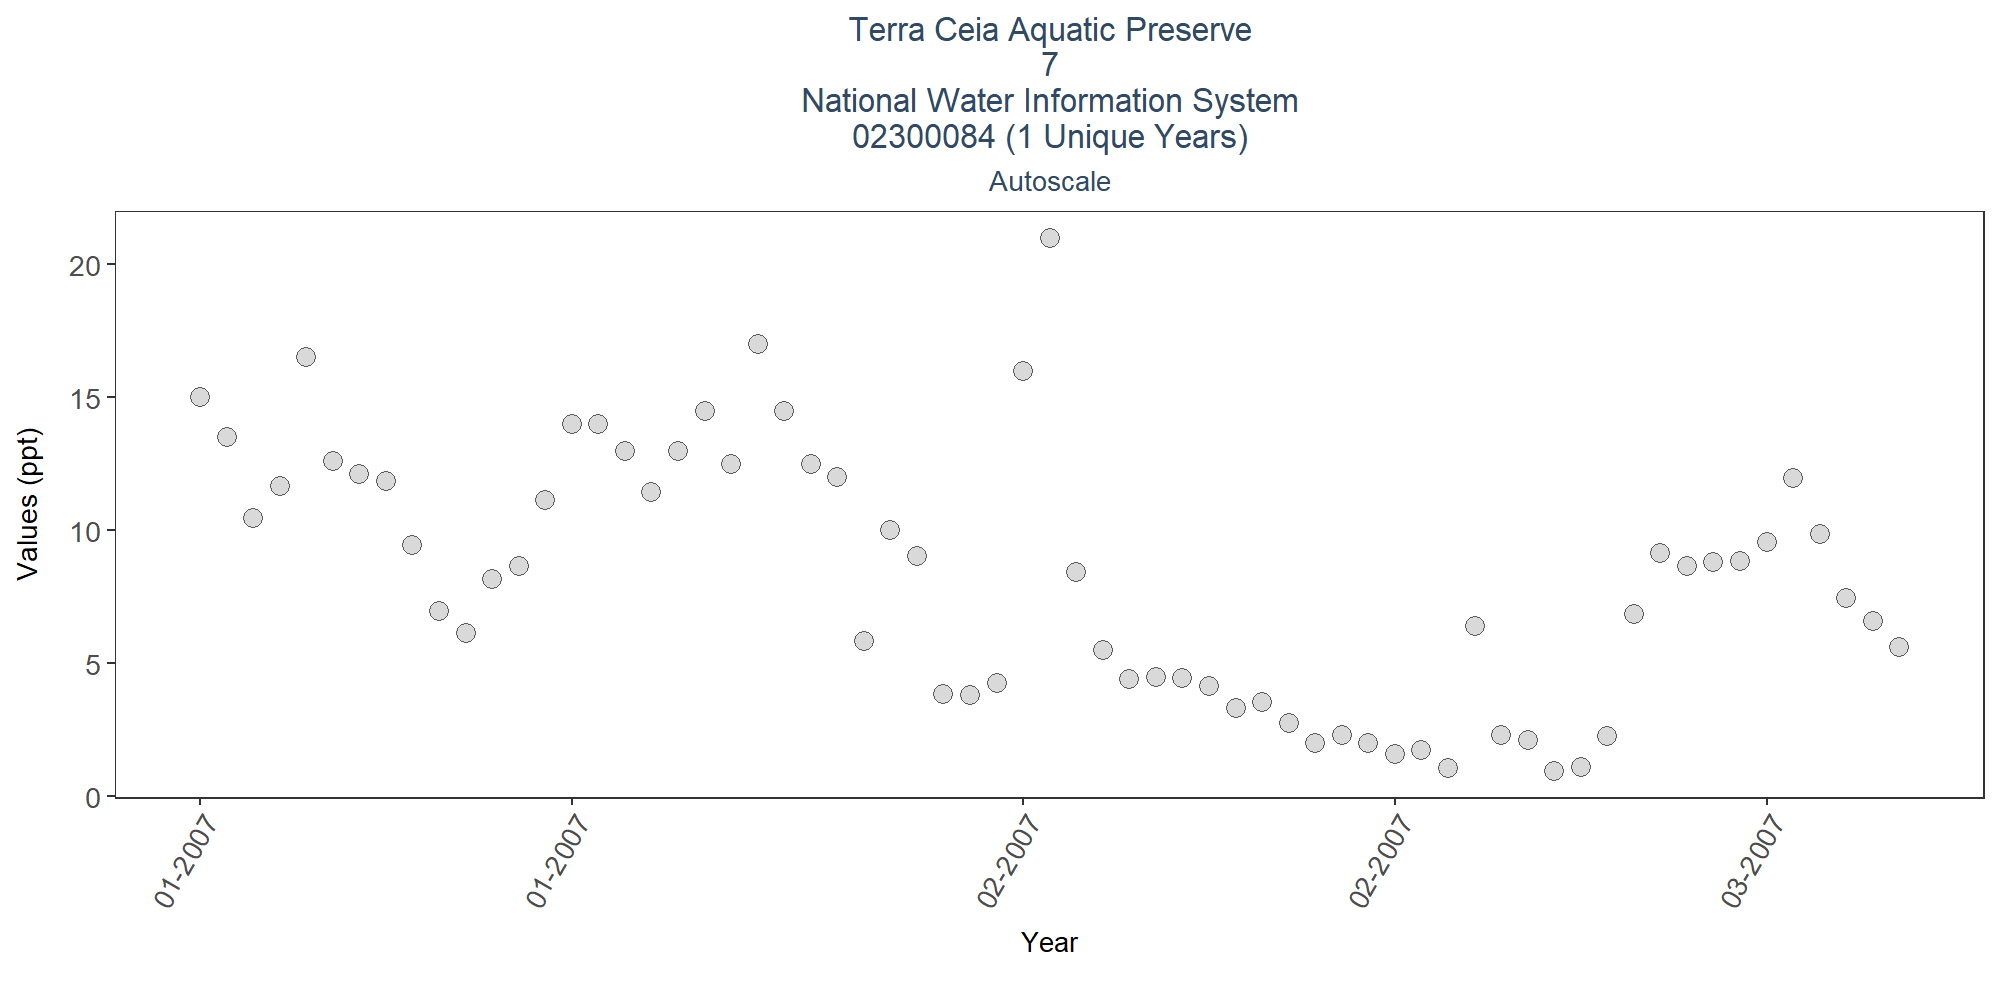 Terra Ceia Aquatic Preserve
7
National Water Information System
02300084 (1 Unique Years)
Autoscale
Values (ppt)
20
15
10
5
0
01-2007
01-2007
02-2007
02-2007
03-2007
Year